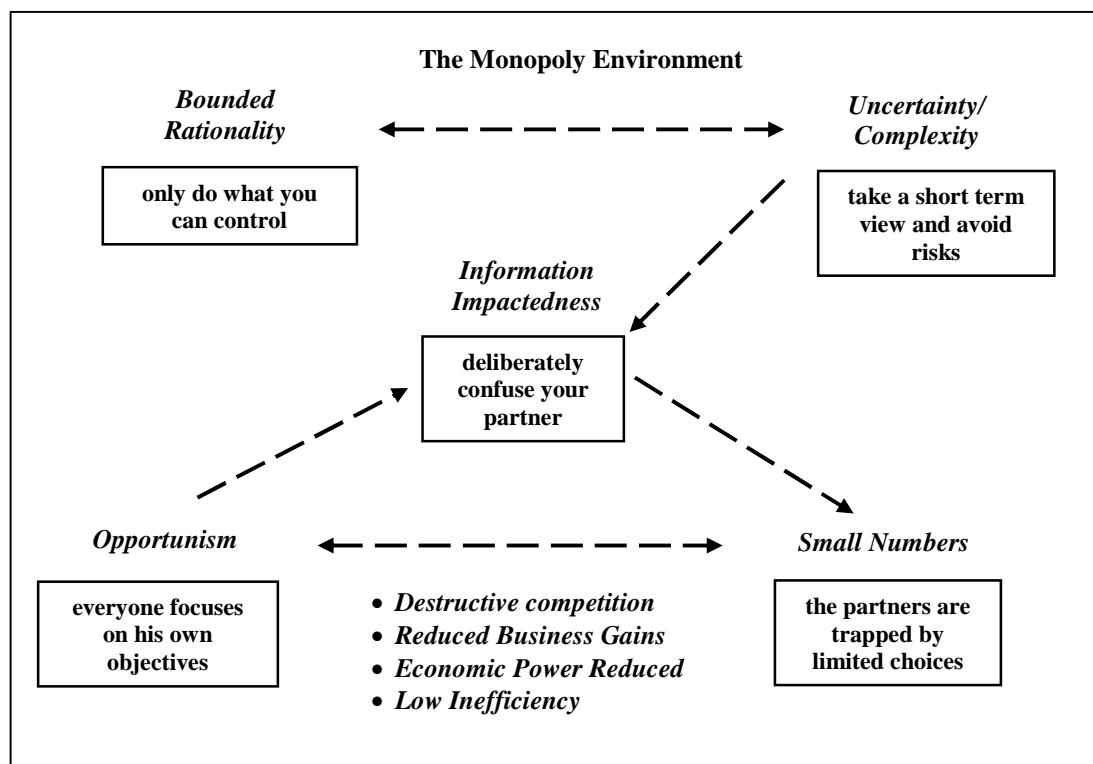 The Monopoly Environment
Bounded
Rationality
Uncertainty/
Complexity
only do what you
can control
take a short term
view and avoid
risks
Information
Impactedness
deliberately
confuse your
partner
Opportunism
Small Numbers
everyone focuses
on his own
objectives
• Destructive competition
• Reduced Business Gains
• Economic Power Reduced
• Low Inefficiency
the partners are
trapped by
limited choices